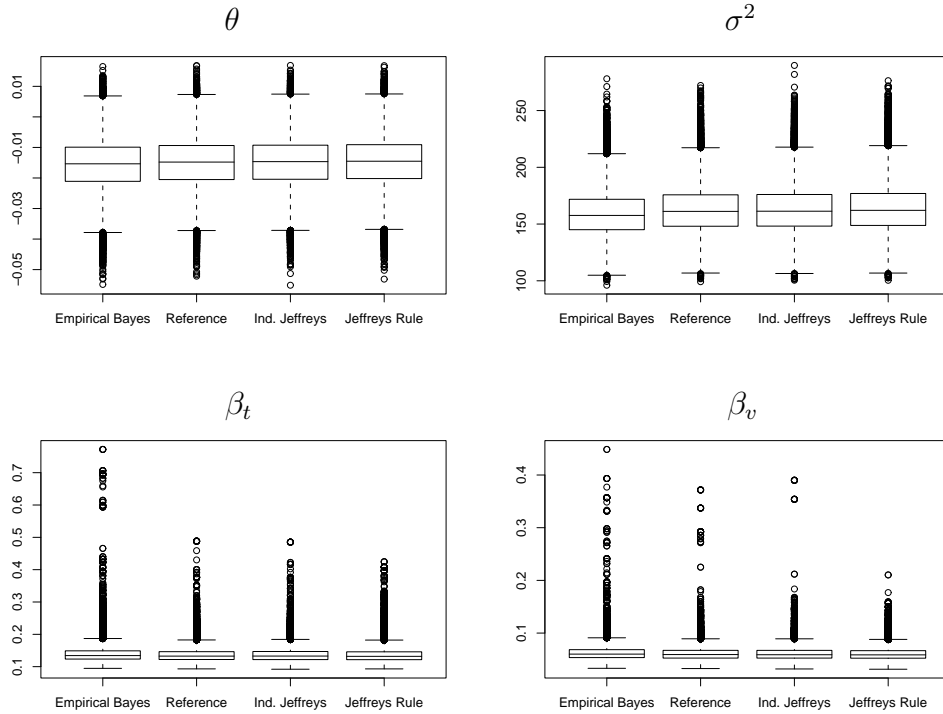 θ
0.01
−0.01
−0.03
−0.05
Empirical Bayes Reference Ind. Jeffreys Jeffreys Rule
σ²
250
200
150
100
Empirical Bayes Reference Ind. Jeffreys Jeffreys Rule
βₜ
0.7
0.6
0.5
0.4
0.3
0.2
0.1
Empirical Bayes Reference Ind. Jeffreys Jeffreys Rule
βᵥ
0.4
0.3
0.2
0.1
Empirical Bayes Reference Ind. Jeffreys Jeffreys Rule